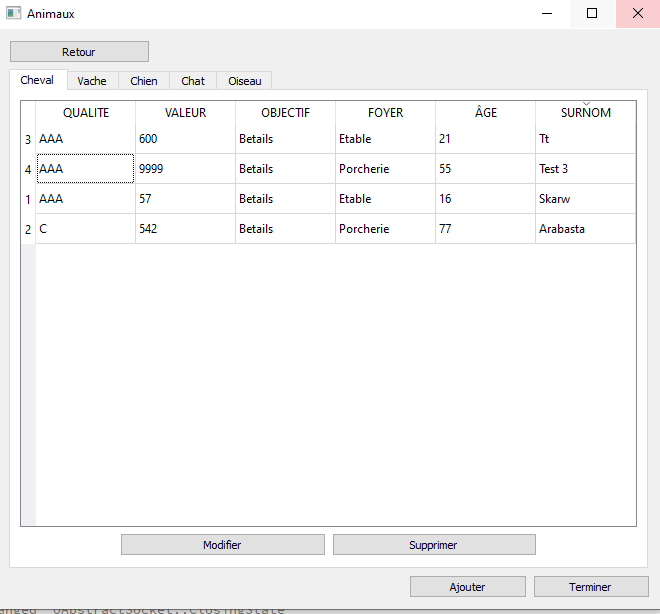 Animaux
Retour
Cheval Vache Chien Chat Oiseau
QUALITE VALEUR OBJECTIF FOYER ÂGE SURNOM
3 AAA 600 Betails Etable 21 Tt
4 AAA 9999 Betails Porcherie 55 Test 3
1 AAA 57 Betails Etable 16 Skarw
2 C 542 Betails Porcherie 77 Arabasta
Modifier Supprimer
Ajouter Terminer